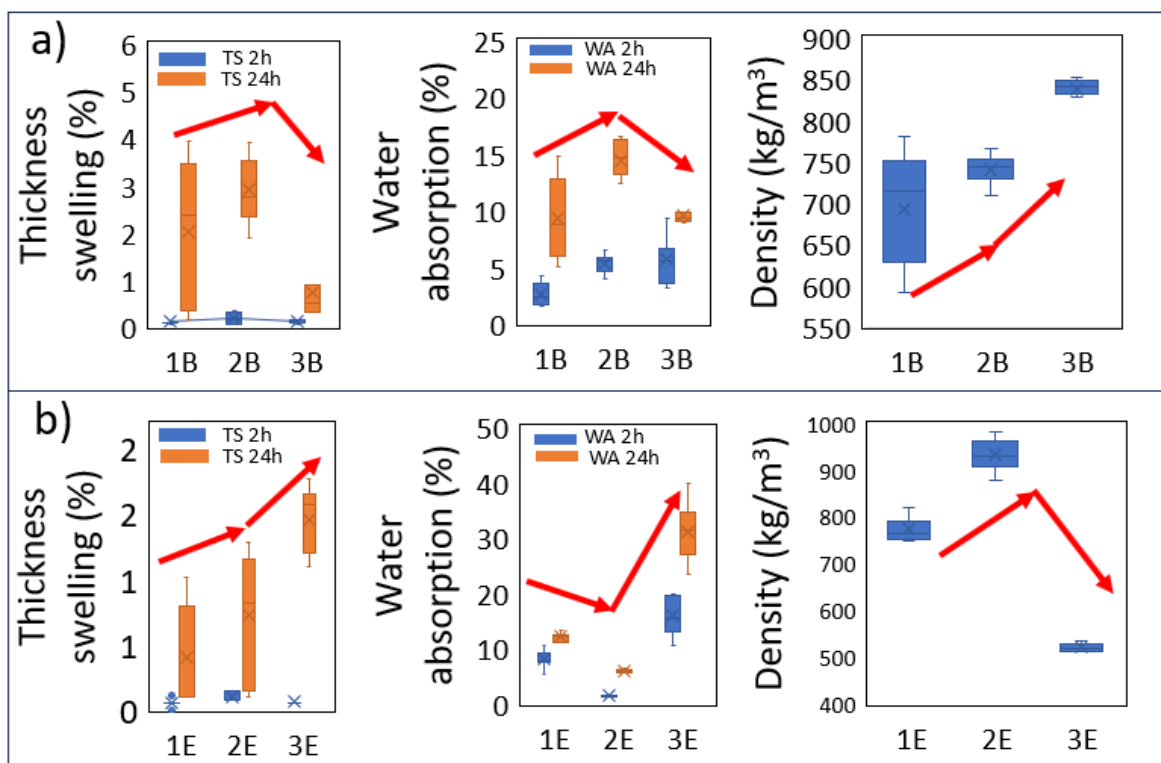 a)
Thickness
swelling (%)
6
5
4
3
2
1
0
TS 2h
TS 24h
1B 2B 3B
Water
absorption (%)
25
20
15
10
5
0
WA 2h
WA 24h
1B 2B 3B
Density (kg/m³)
900
850
800
750
700
650
600
550
1B 2B 3B
b)
Thickness
swelling (%)
2
2
1
1
0
TS 2h
TS 24h
1E 2E 3E
Water
absorption (%)
50
40
30
20
10
0
WA 2h
WA 24h
1E 2E 3E
Density (kg/m³)
1000
900
800
700
600
500
400
1E 2E 3E